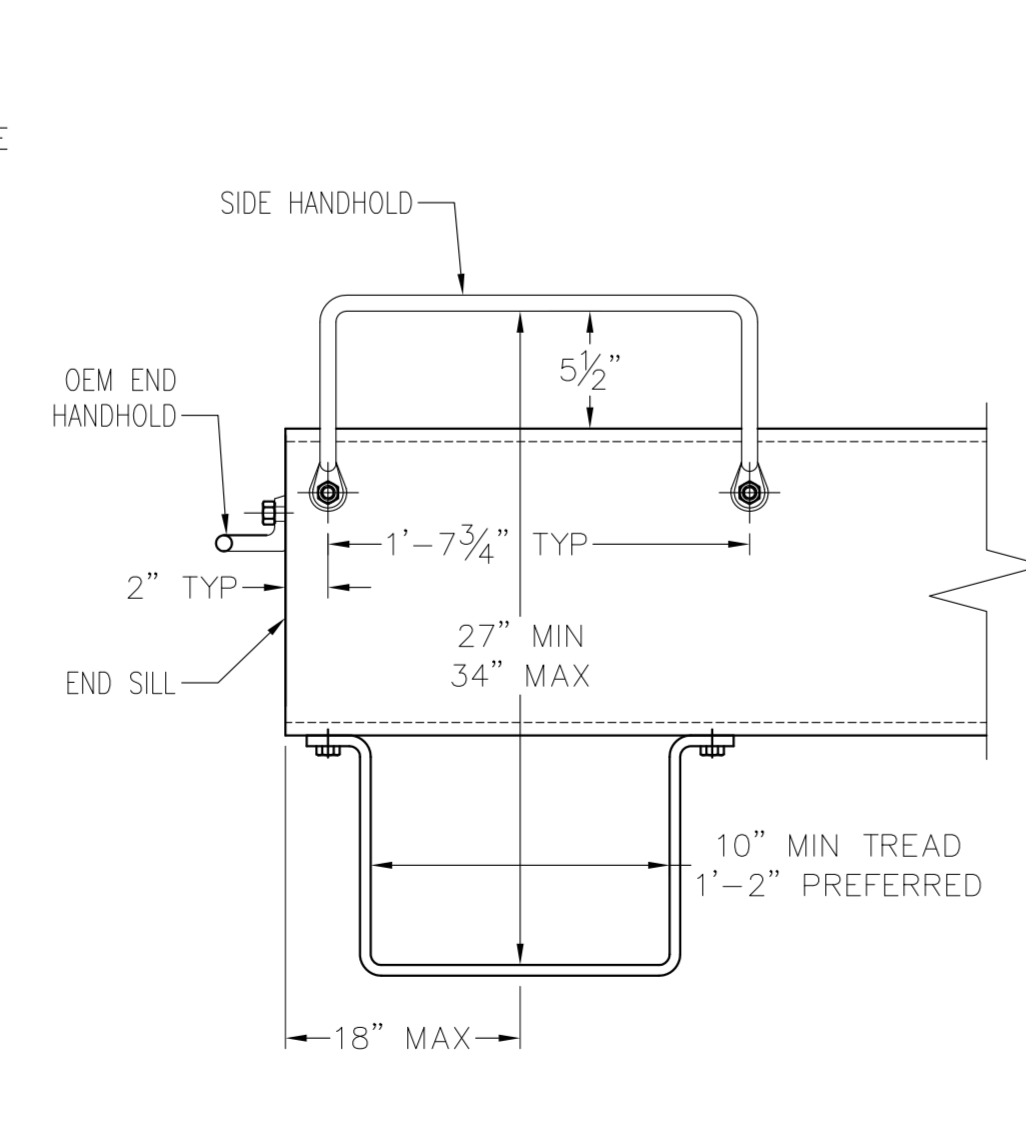 E
SIDE HANDHOLD
5½”
OEM END
HANDHOLD
1’–7¾” TYP
2” TYP
27” MIN
34” MAX
END SILL
10” MIN TREAD
1’–2” PREFERRED
18” MAX